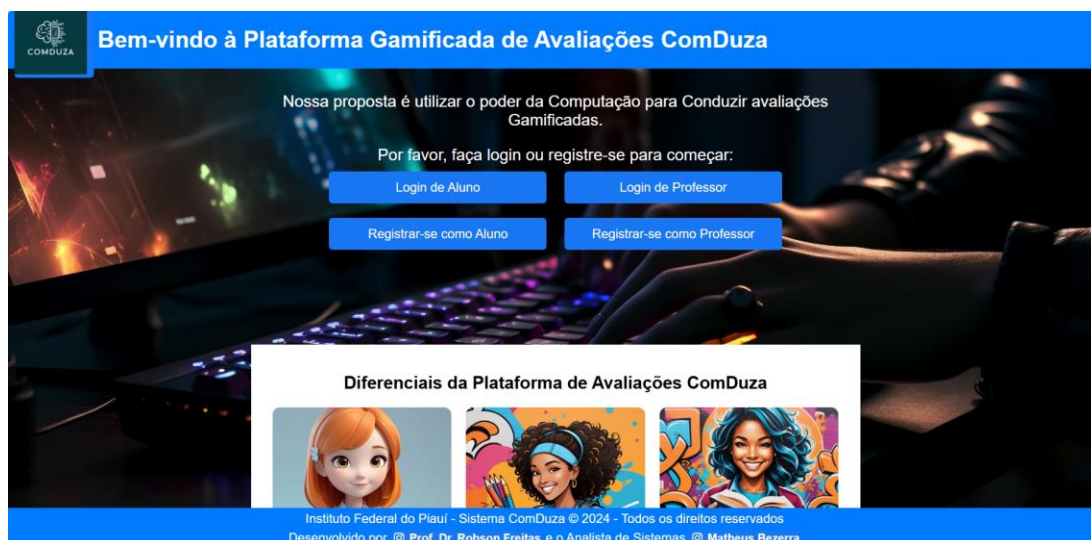 COMDUZA
Bem-vindo à Plataforma Gamificada de Avaliações ComDuza
Nossa proposta é utilizar o poder da Computação para Conduzir avaliações
Gamificadas.
Por favor, faça login ou registre-se para começar:
Login de Aluno
Login de Professor
Registrar-se como Aluno
Registrar-se como Professor
Diferenciais da Plataforma de Avaliações ComDuza
Instituto Federal do Piauí - Sistema ComDuza © 2024 - Todos os direitos reservados
Desenvolvido por Prof. Dr. Robson Freitas e o Analista de Sistemas Matheus Bezerra